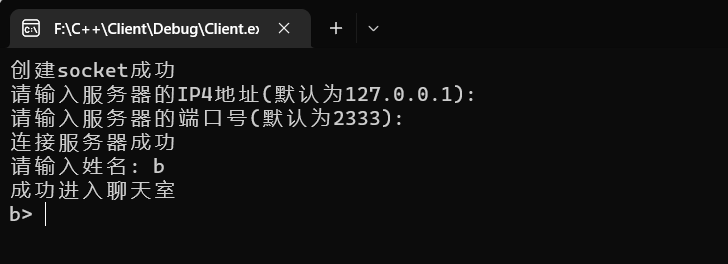 F:\C++\Client\Debug\Client.ex
创建socket成功
请输入服务器的IP4地址(默认为127.0.0.1):
请输入服务器的端口号(默认为2333):
连接服务器成功
请输入姓名: b
成功进入聊天室
b>